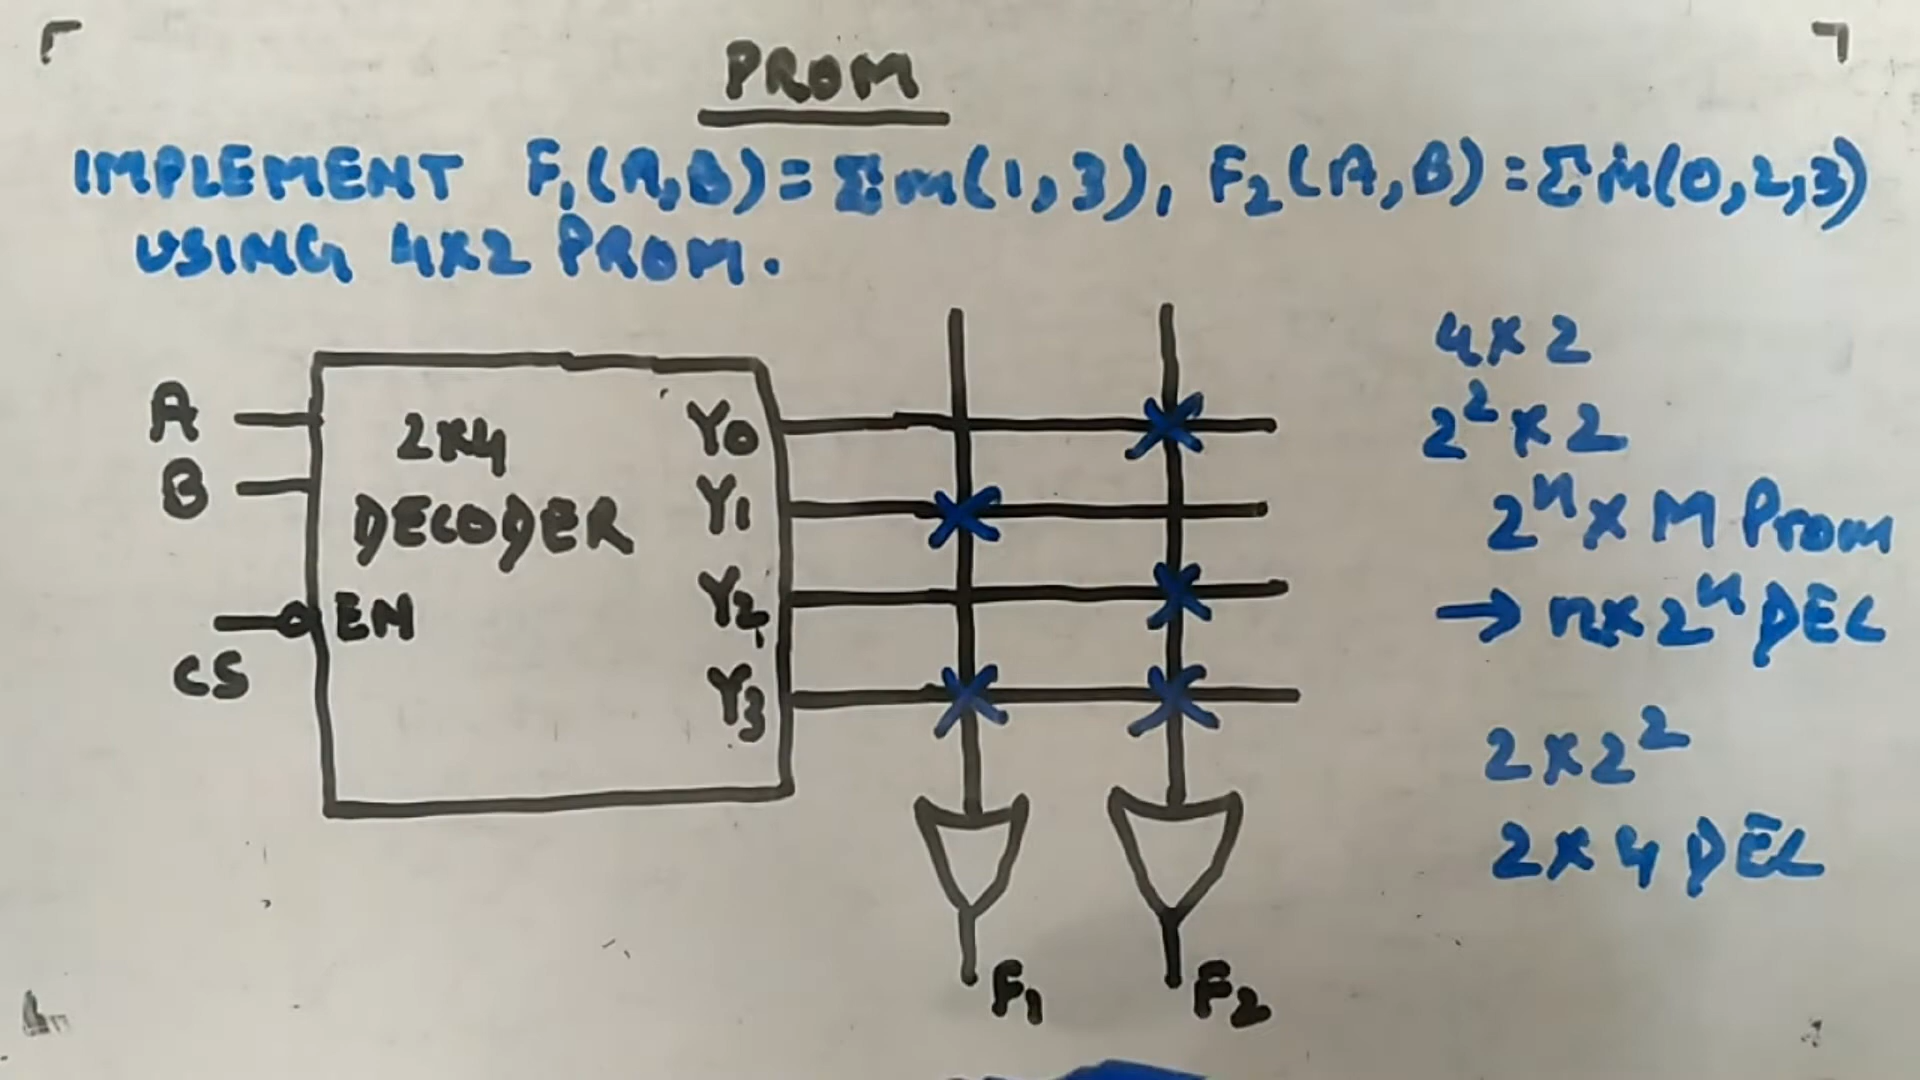 PROM
IMPLEMENT F₁(A,B)=Σm(1,3), F₂(A,B)=Σm(0,2,3)
USING 4x2 PROM.
4x2
A
2x4
Y0
2²x2
B
DECODER
Y1
2ⁿxM Prom
EN
Y2
→ nx2ⁿ DEC
CS
Y3
2x2²
2x4 DEC
F₁
F₂